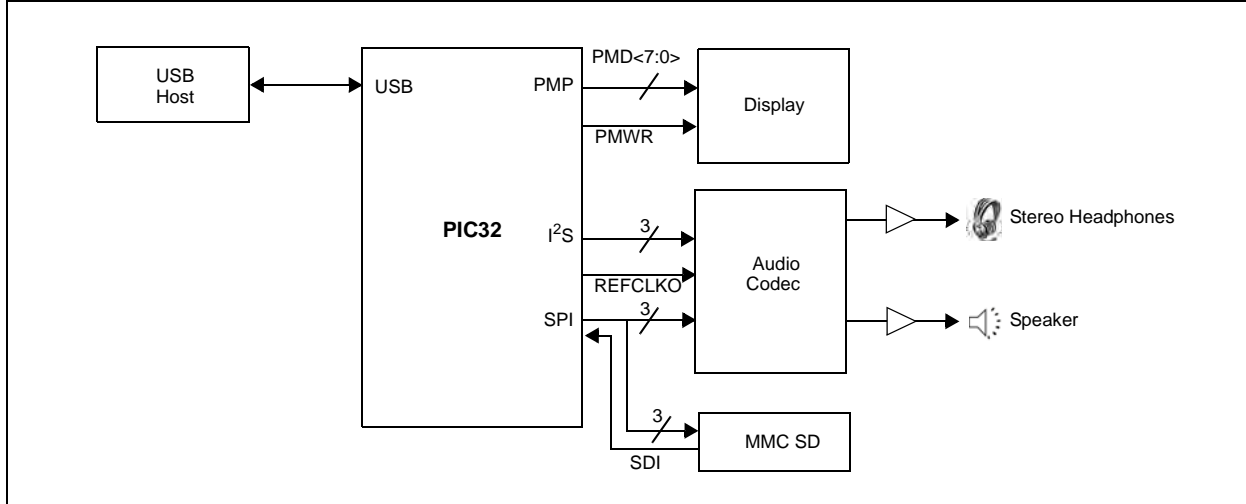 USB
Host
USB
PMP
PMD<7:0>
PMWR
Display
PIC32
I²S
3
REFCLKO
SPI
3
Audio
Codec
Stereo Headphones
Speaker
3
SDI
MMC SD